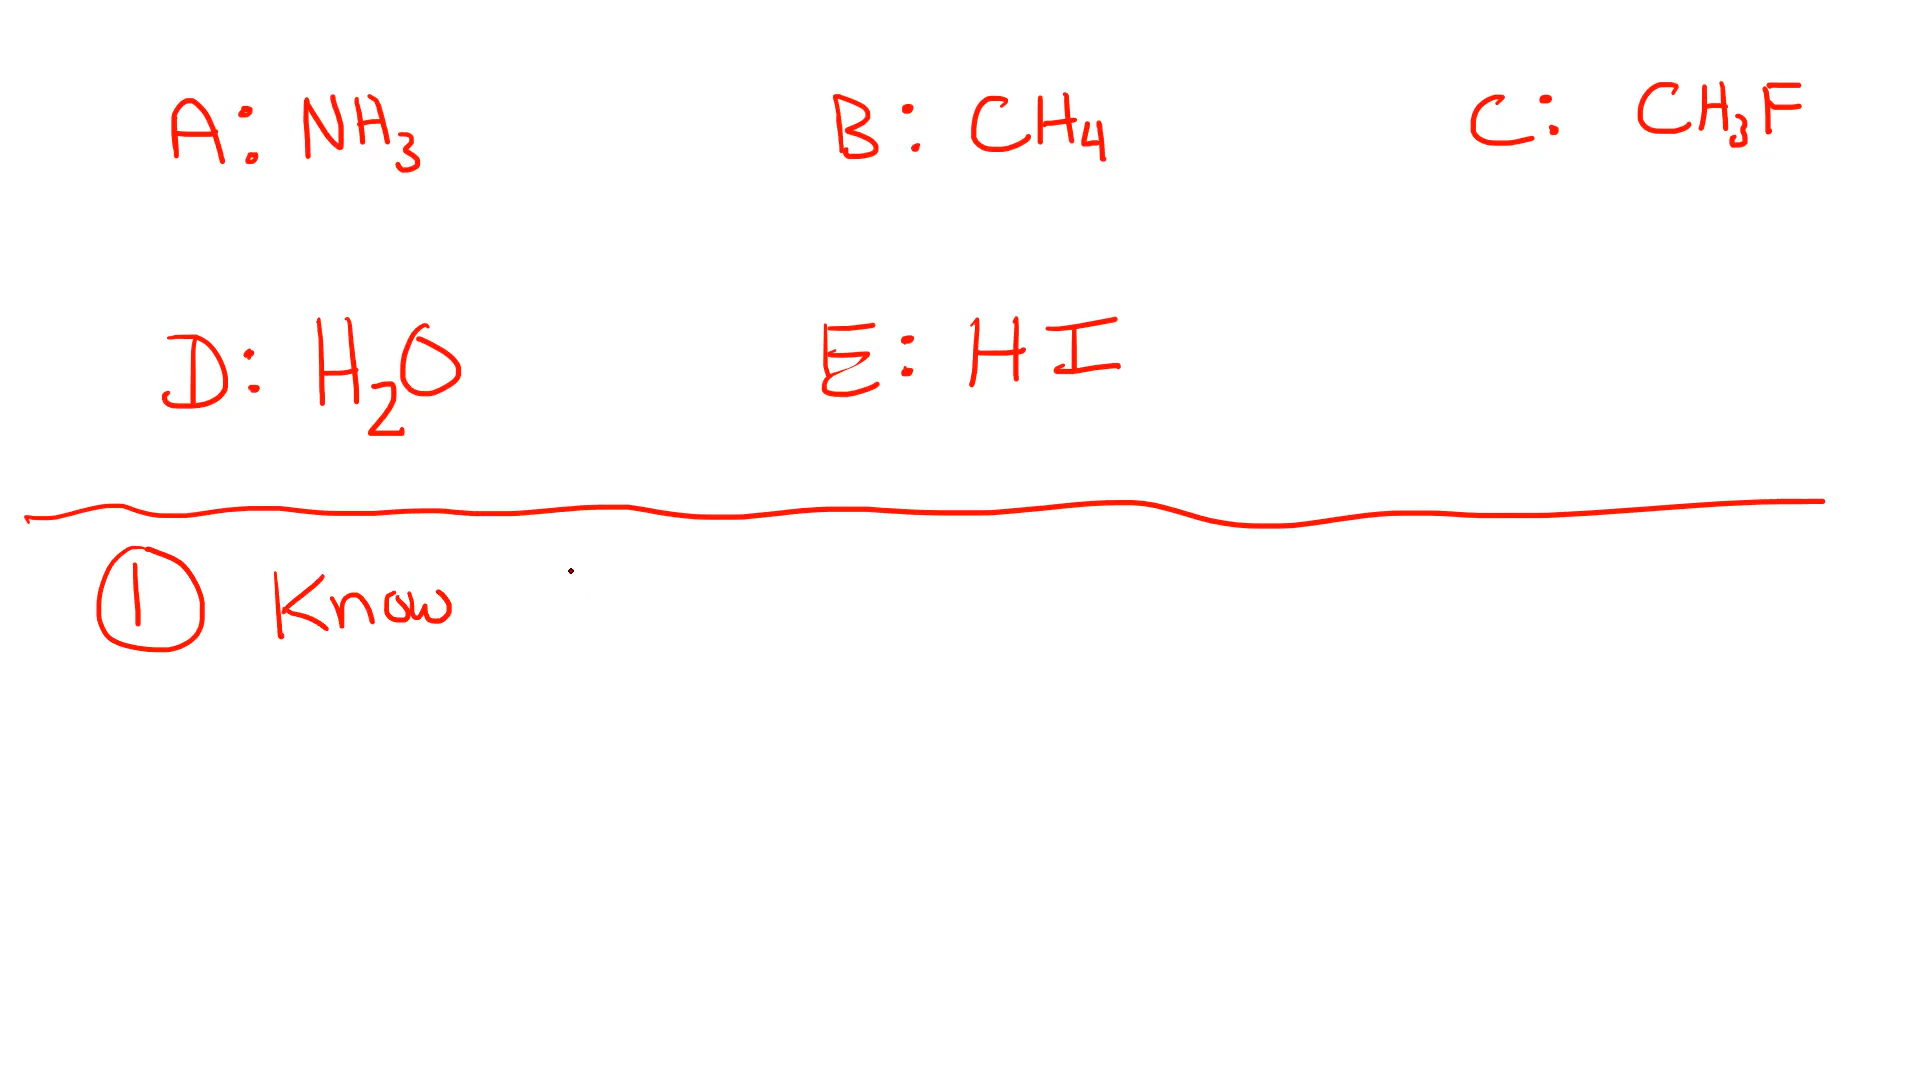 A: NH₃ B: CH₄ C: CH₃F
D: H₂O E: HI
① Know